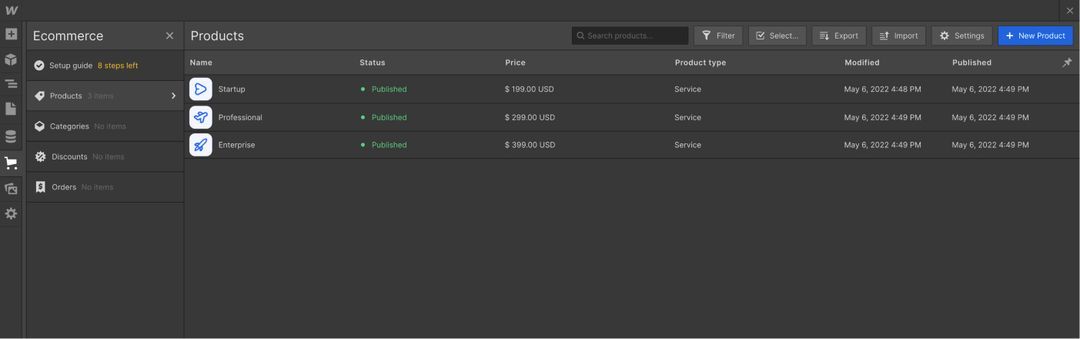 W
Ecommerce
Products
Search products...
Filter
Select...
Export
Import
Settings
+ New Product
Setup guide 8 steps left
Products 3 items
Categories No items
Discounts No items
Orders No items
Name Status Price Product type Modified Published
Startup Published $ 199.00 USD Service May 6, 2022 4:48 PM May 6, 2022 4:49 PM
Professional Published $ 299.00 USD Service May 6, 2022 4:49 PM May 6, 2022 4:49 PM
Enterprise Published $ 399.00 USD Service May 6, 2022 4:49 PM May 6, 2022 4:49 PM